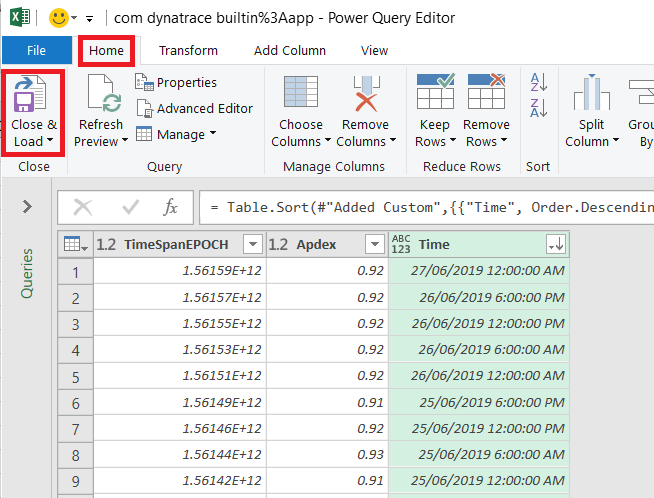 com dynatrace builtin%3Aapp - Power Query Editor
File Home Transform Add Column View
Close & Load
Refresh Preview
Properties
Advanced Editor
Manage
Choose Columns
Remove Columns
Keep Rows
Remove Rows
A
Z
Z
A
Split Column
Grou
By
Close Query Manage Columns Reduce Rows Sort
fx = Table.Sort(#"Added Custom",{{"Time", Order.Descendin
Queries
1.2 TimeSpanEPOCH 1.2 Apdex ABC 123 Time
1 1.56159E+12 0.92 27/06/2019 12:00:00 AM
2 1.56157E+12 0.92 26/06/2019 6:00:00 PM
3 1.56155E+12 0.92 26/06/2019 12:00:00 PM
4 1.56153E+12 0.92 26/06/2019 6:00:00 AM
5 1.56151E+12 0.92 26/06/2019 12:00:00 AM
6 1.56149E+12 0.91 25/06/2019 6:00:00 PM
7 1.56146E+12 0.92 25/06/2019 12:00:00 PM
8 1.56144E+12 0.93 25/06/2019 6:00:00 AM
9 1.56142E+12 0.91 25/06/2019 12:00:00 AM